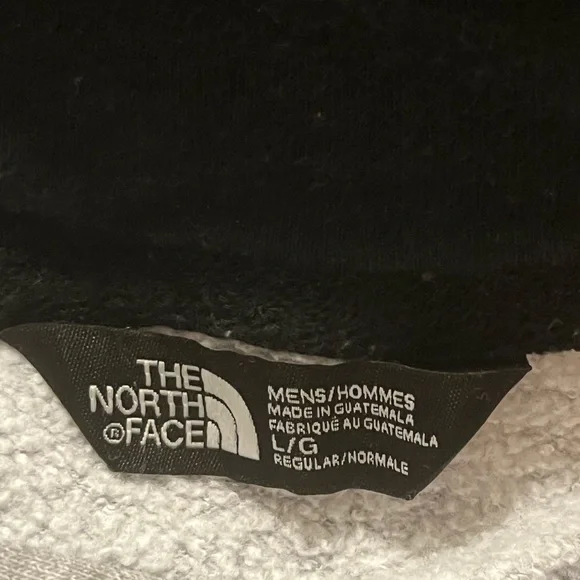 THE
NORTH
®FACE
MENS/HOMMES
MADE IN GUATEMALA
FABRIQUÉ AU GUATEMALA
L/G
REGULAR/NORMALE